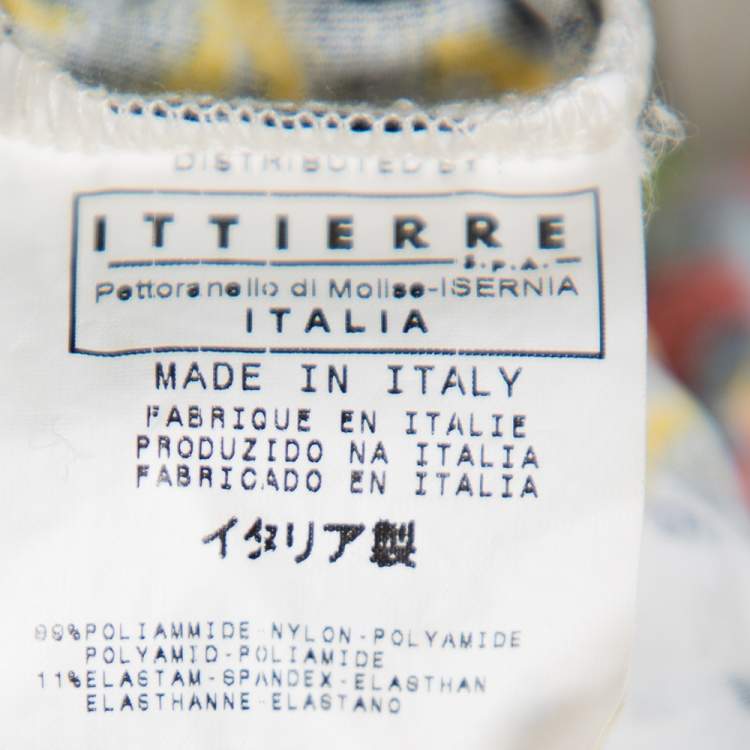 DISTRIBUTED BY
ITTIERRE
S.p.A.
Pettoranello di Molise-ISERNIA
ITALIA
MADE IN ITALY
FABRIQUE EN ITALIE
PRODUZIDO NA ITALIA
FABRICADO EN ITALIA
イタリア製
POLIAMMIDE-NYLON-POLYAMIDE
POLYAMID-POLIAMIDE
11%ELASTAM-SPANDEX-ELASTHAN
ELASTHANNE-ELASTANO